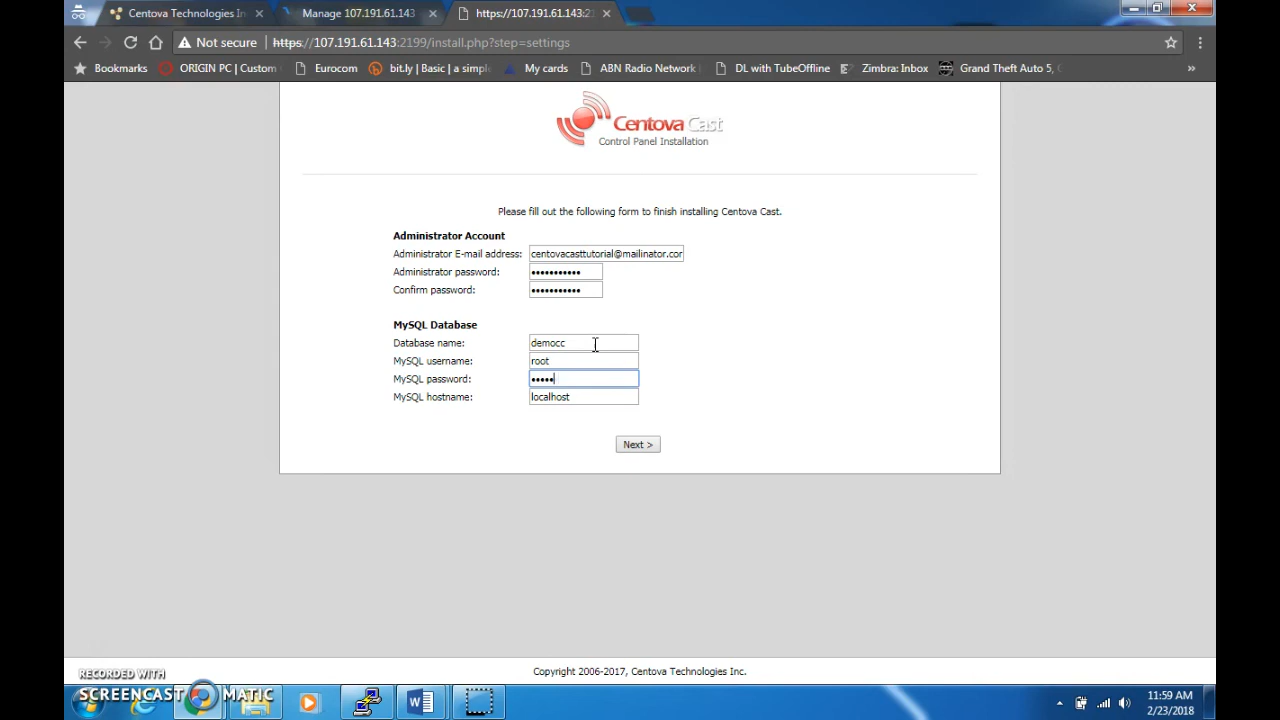 Centova Technologies In
Manage 107.191.61.143
https://107.191.61.143:21
Not secure | https://107.191.61.143:2199/install.php?step=settings
Bookmarks
ORIGIN PC | Custom
Eurocom
bit.ly | Basic | a simple
My cards
ABN Radio Network
DL with TubeOffline
Zimbra: Inbox
Grand Theft Auto 5,
»
Centova Cast
Control Panel Installation
Please fill out the following form to finish installing Centova Cast.
Administrator Account
Administrator E-mail address: centovacasttutorial@mailinator.cor
Administrator password: •••••••••••
Confirm password: •••••••••••
MySQL Database
Database name: democc
MySQL username: root
MySQL password: •••••
MySQL hostname: localhost
Next >
Copyright 2006-2017, Centova Technologies Inc.
RECORDED WITH
SCREENCAST MATIC
11:59 AM
2/23/2018